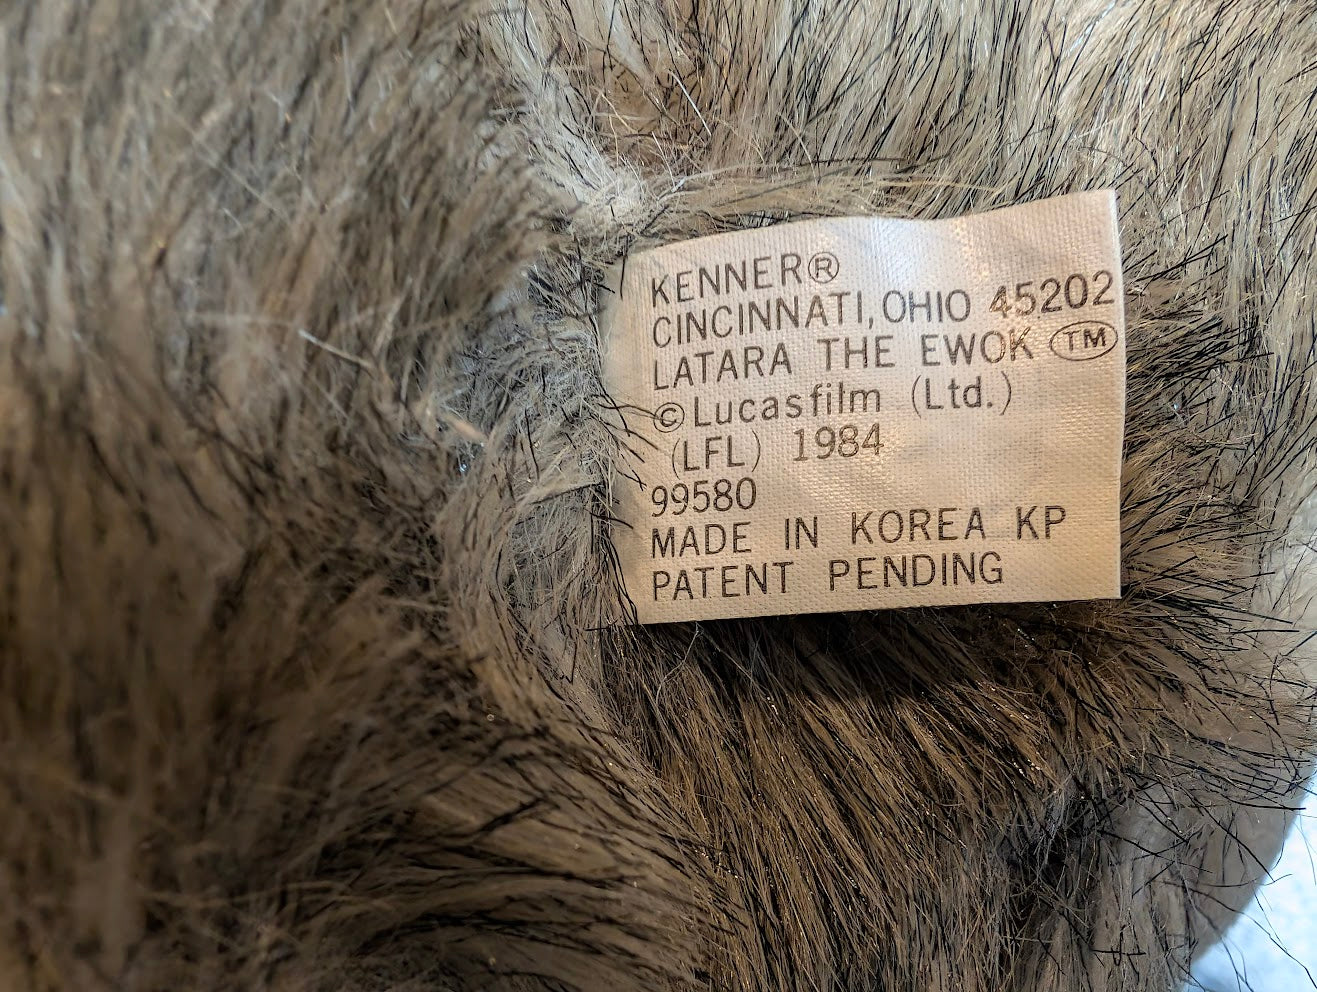 KENNER®
CINCINNATI, OHIO 45202
LATARA THE EWOK ™
© Lucasfilm (Ltd.)
(LFL) 1984
99580
MADE IN KOREA KP
PATENT PENDING